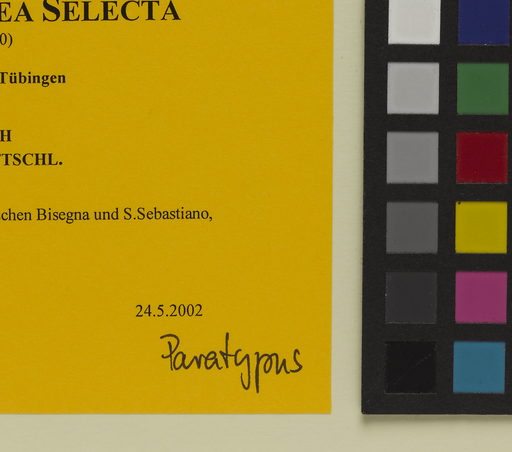 EA SELECTA
0)
Tübingen
H
TSCHL.
chen Bisegna und S.Sebastiano,
24.5.2002
Paratypus